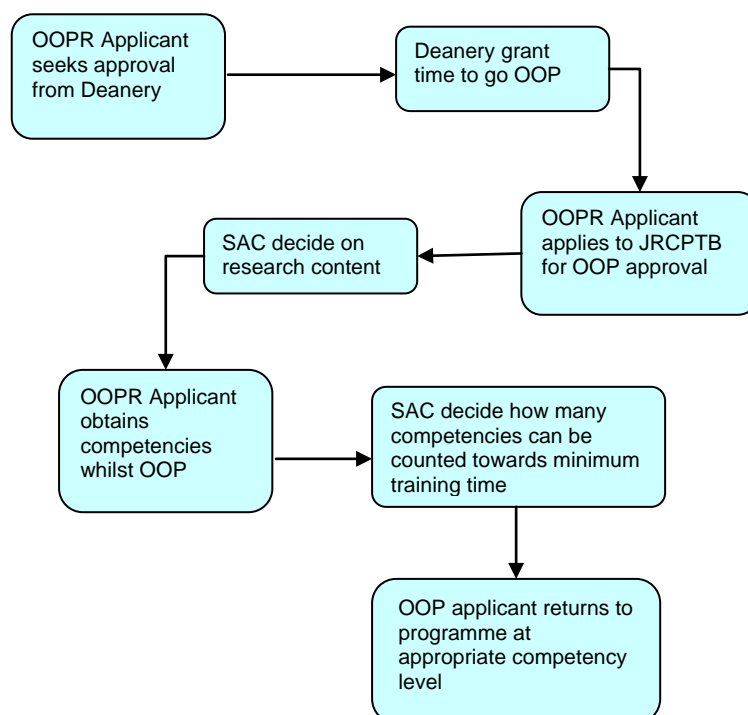 OOPR Applicant
seeks approval
from Deanery
Deanery grant
time to go OOP
OOPR Applicant
applies to JRCPTB
for OOP approval
SAC decide on
research content
OOPR Applicant
obtains
competencies
whilst OOP
SAC decide how many
competencies can be
counted towards minimum
training time
OOP applicant returns to
programme at
appropriate competency
level